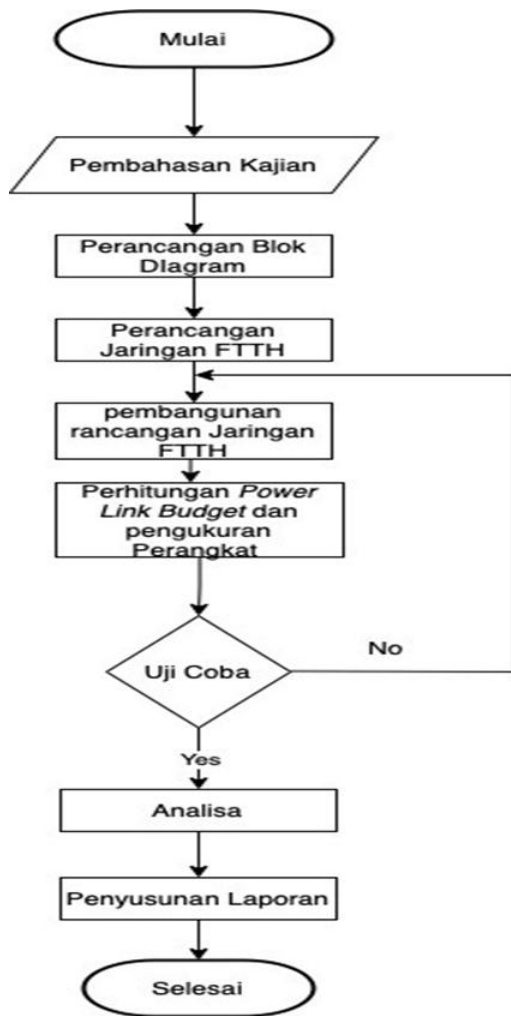 Mulai
Pembahasan Kajian
Perancangan Blok
DIagram
Perancangan
Jaringan FTTH
pembangunan
rancangan Jaringan
FTTH
Perhitungan Power
Link Budget dan
pengukuran
Perangkat
Uji Coba
No
Yes
Analisa
Penyusunan Laporan
Selesai